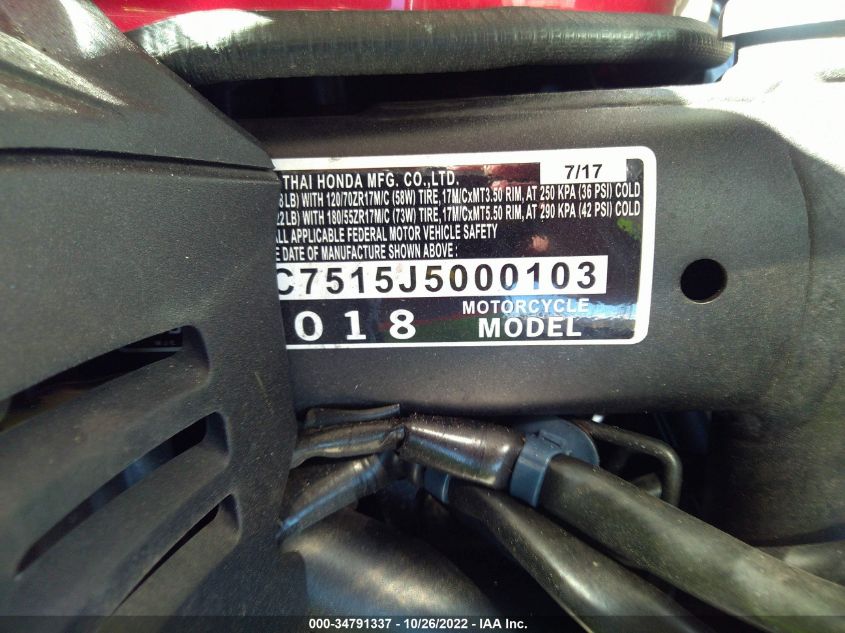 7/17
THAI HONDA MFG. CO.,LTD.
8LB) WITH 120/70ZR17M/C (58W) TIRE, 17M/CxMT3.50 RIM, AT 250 KPA (36 PSI) COLD
2LB) WITH 180/55ZR17M/C (73W) TIRE, 17M/CxMT5.50 RIM, AT 290 KPA (42 PSI) COLD
ALL APPLICABLE FEDERAL MOTOR VEHICLE SAFETY
E DATE OF MANUFACTURE SHOWN ABOVE :
C7515J5000103
018 MOTORCYCLE
MODEL
000-34791337 - 10/26/2022 - IAA Inc.